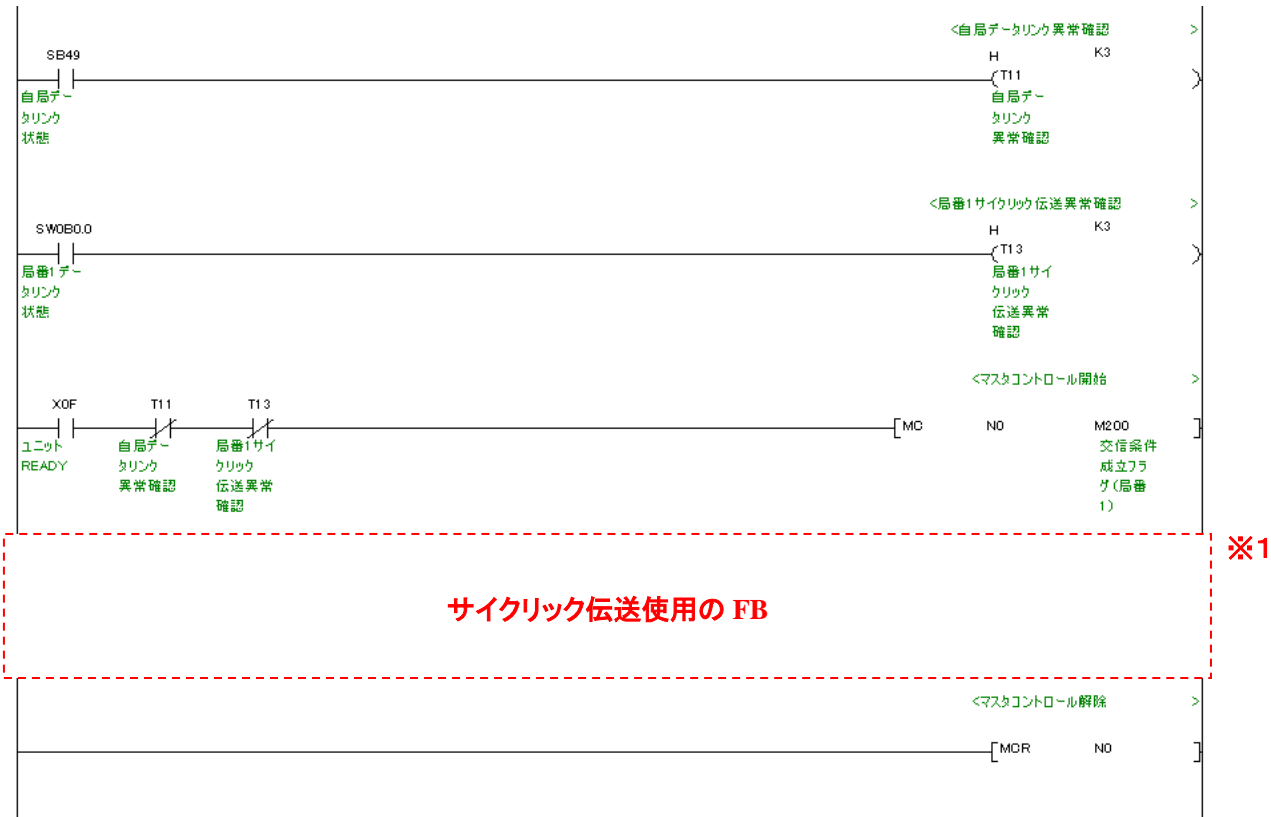 <自局データリンク異常確認 >
SB49
H K3
T11
自局デー
タリンク
状態
自局デー
タリンク
異常確認
<局番1サイクリック伝送異常確認 >
SW0B0.0
H K3
T13
局番1デー
タリンク
状態
局番1サイ
クリック
伝送異常
確認
<マスタコントロール開始 >
X0F T11 T13
MC N0 M200
ユニット
READY
自局デー
タリンク
異常確認
局番1サイ
クリック
伝送異常
確認
交信条件
成立フラ
グ(局番
1)
※1
サイクリック伝送使用の FB
<マスタコントロール解除 >
MCR N0